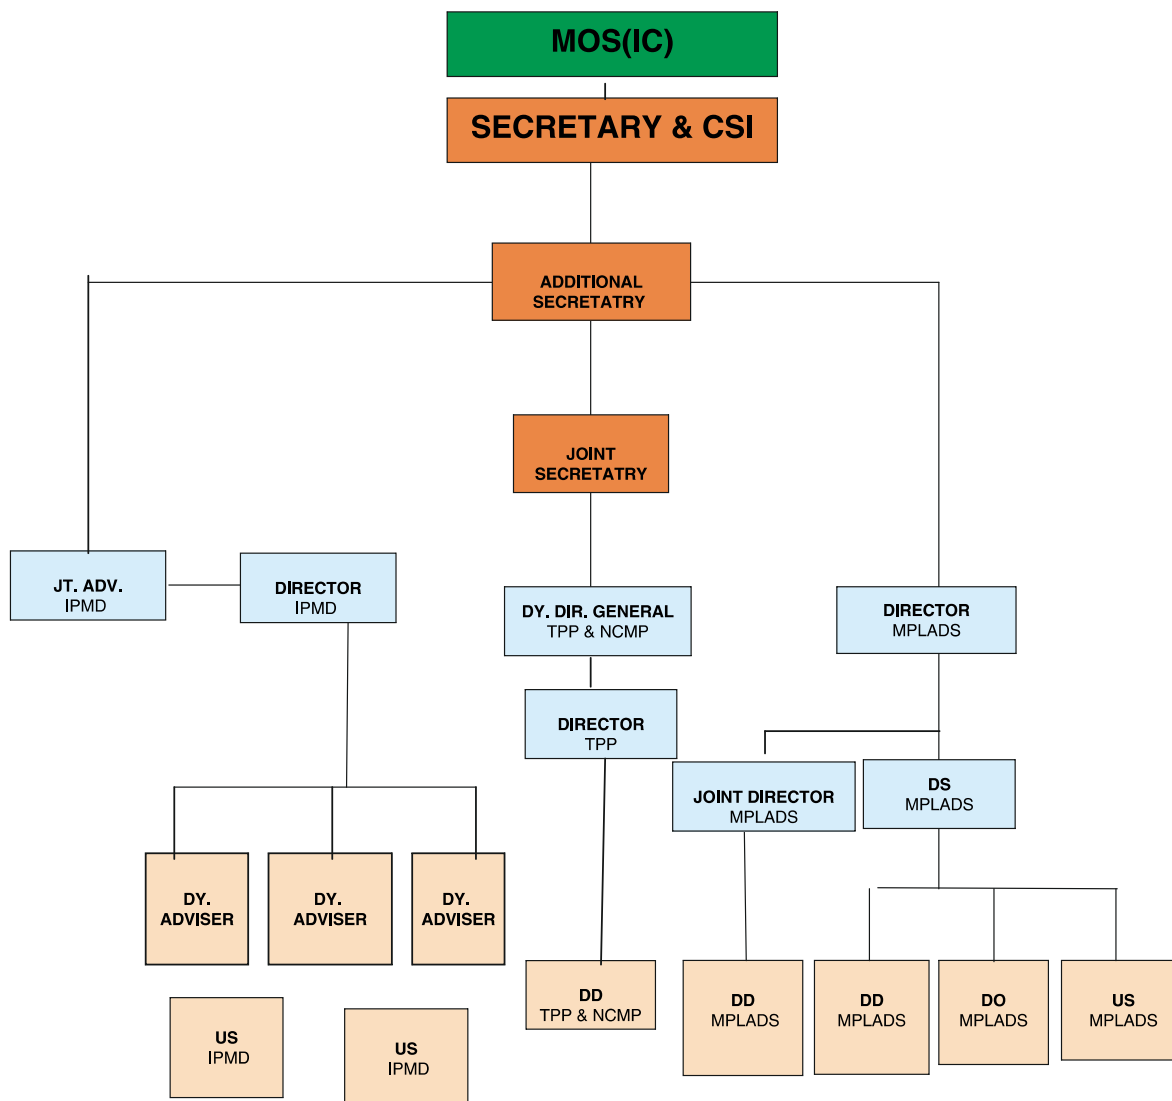 MOS(IC)
SECRETARY & CSI
ADDITIONAL
SECRETATRY
JOINT
SECRETATRY
JT. ADV.
IPMD
DIRECTOR
IPMD
DY. DIR. GENERAL
TPP & NCMP
DIRECTOR
MPLADS
DIRECTOR
TPP
JOINT DIRECTOR
MPLADS
DS
MPLADS
DY.
ADVISER
DY.
ADVISER
DY.
ADVISER
DD
TPP & NCMP
DD
MPLADS
DD
MPLADS
DO
MPLADS
US
MPLADS
US
IPMD
US
IPMD